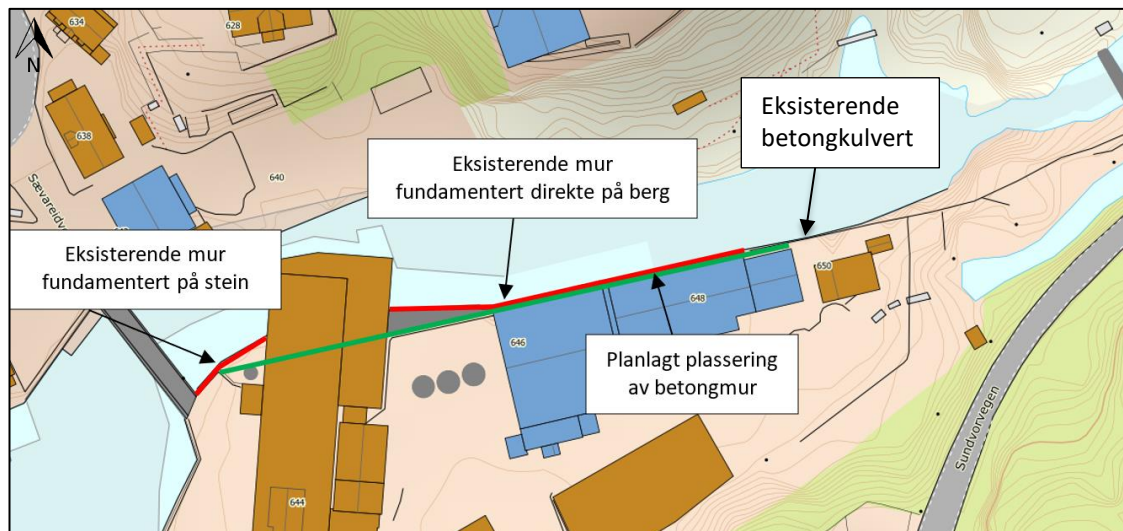 634
628
N
638
640
Sævareidv
Eksisterende
betongkulvert
Eksisterende mur
fundamentert direkte på berg
Eksisterende mur
fundamentert på stein
650
648
646
Planlagt plassering
av betongmur
Sundvorvegen
644